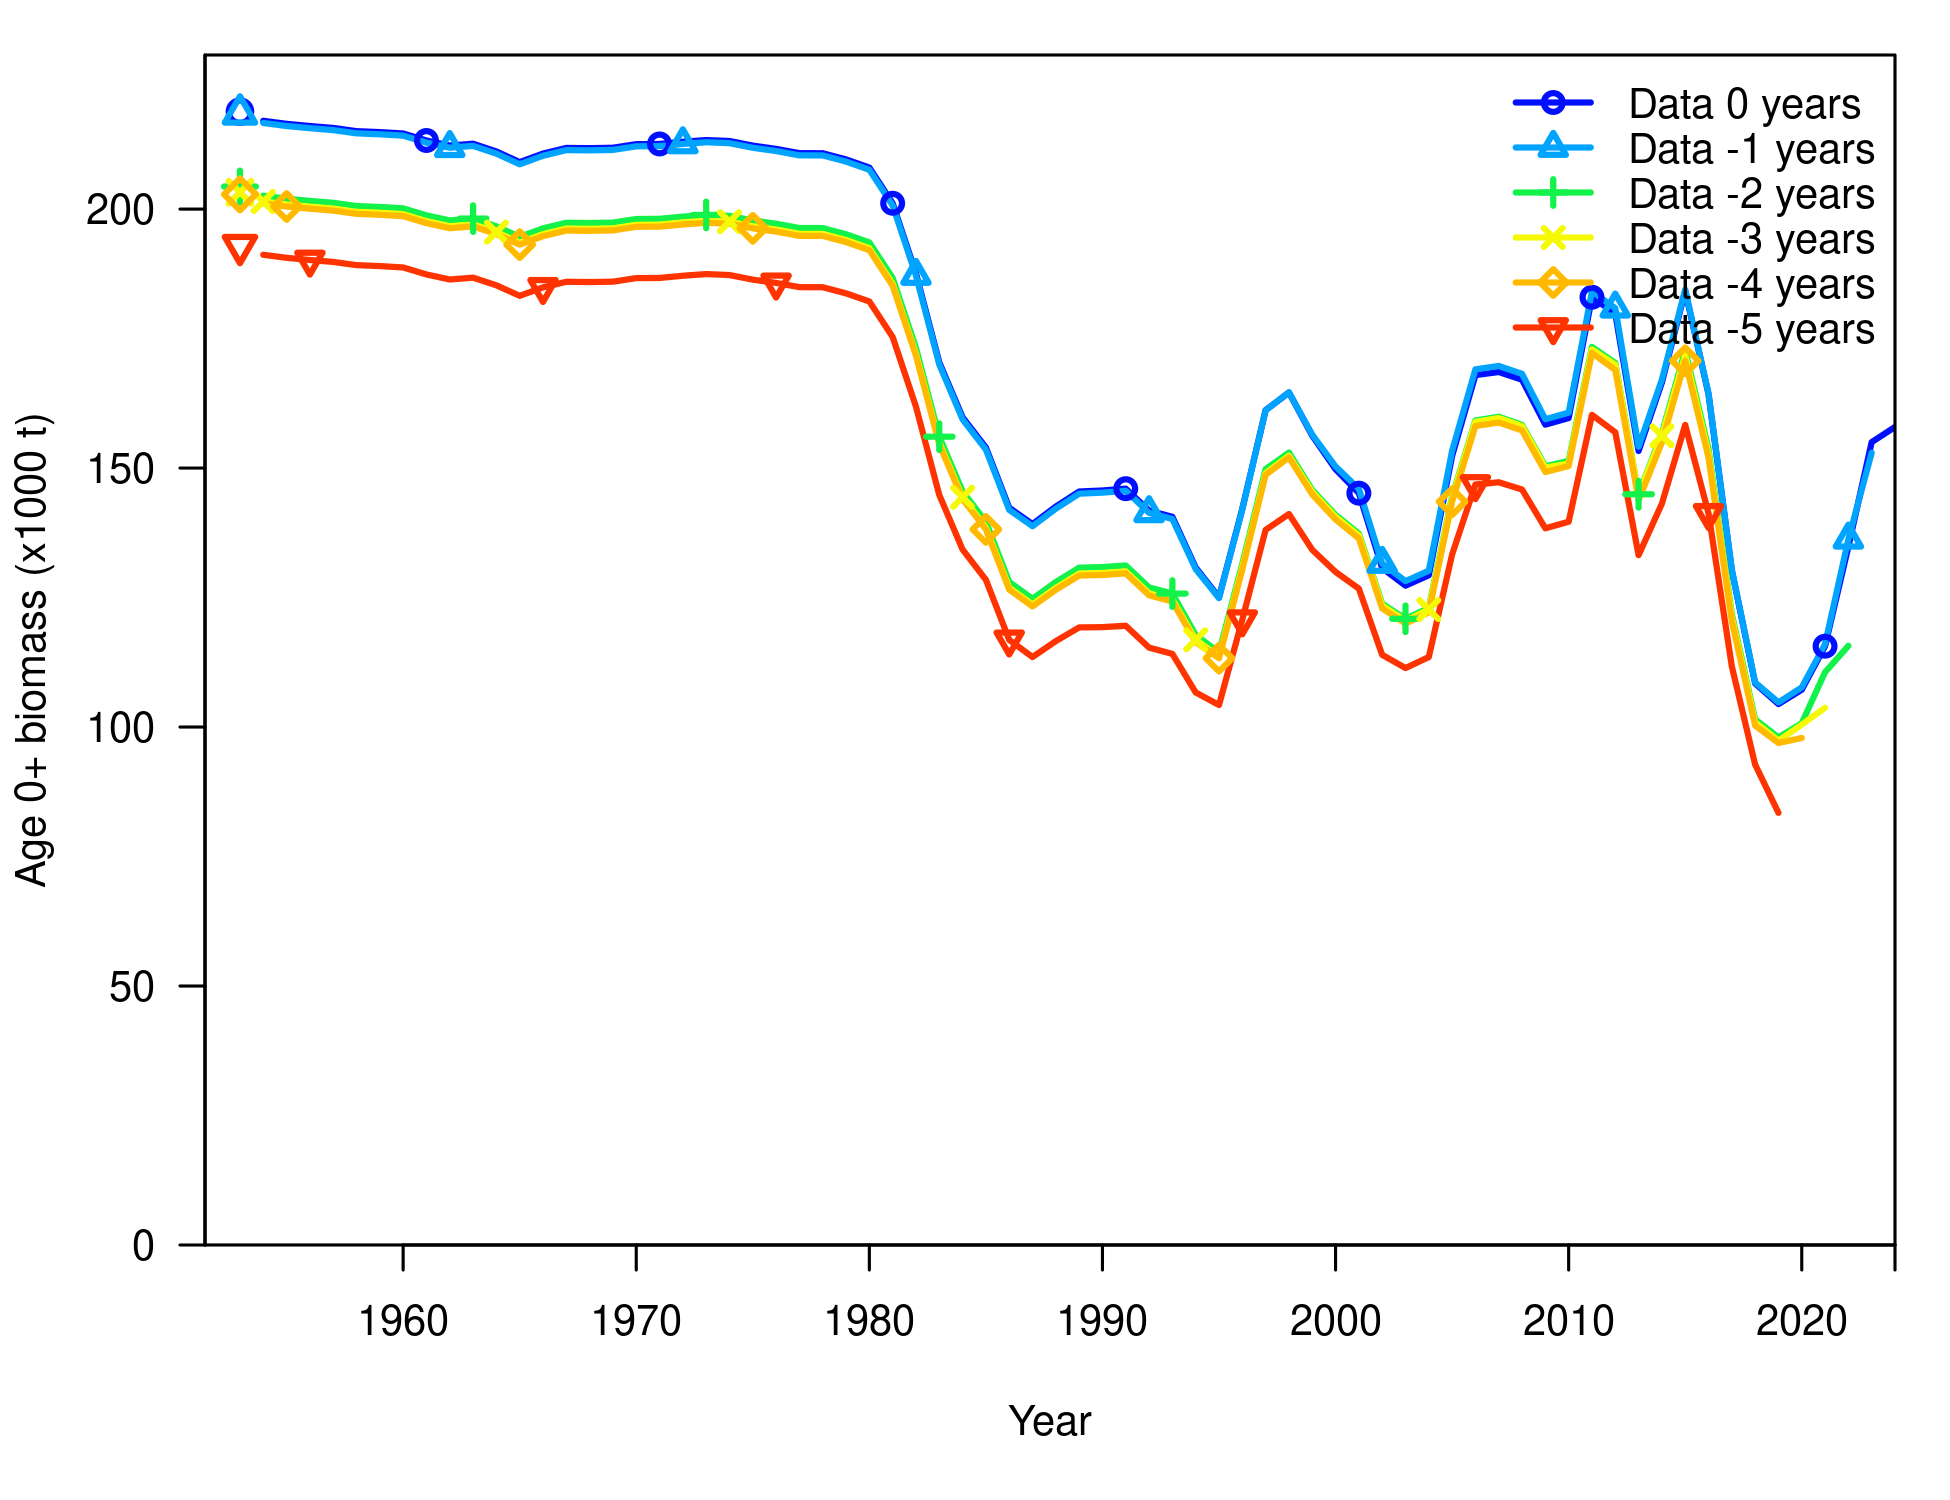 Data 0 years
Data -1 years
Data -2 years
Data -3 years
Data -4 years
Data -5 years
200
150
100
50
0
Age 0+ biomass (x1000 t)
1960 1970 1980 1990 2000 2010 2020
Year